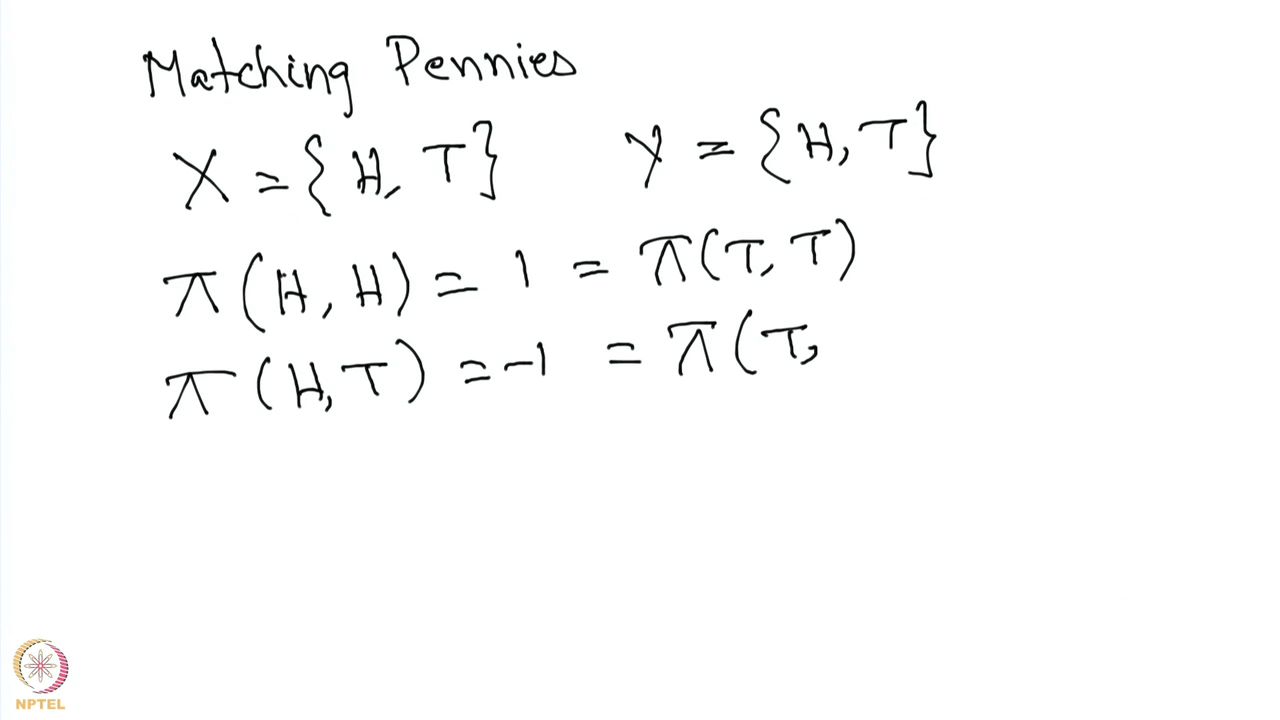 Matching Pennies
X = {H, T} Y = {H, T}
π(H, H) = 1 = π(T, T)
π(H, T) = -1 = π(T,
NPTEL